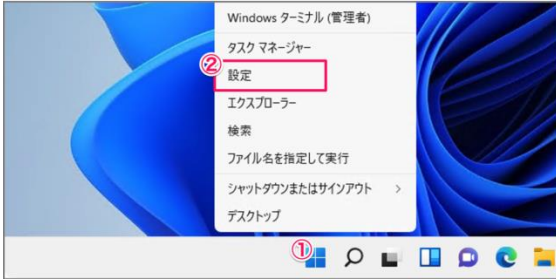 Windows ターミナル (管理者)
タスク マネージャー
②
設定
エクスプローラー
検索
ファイル名を指定して実行
シャットダウンまたはサインアウト >
デスクトップ
①